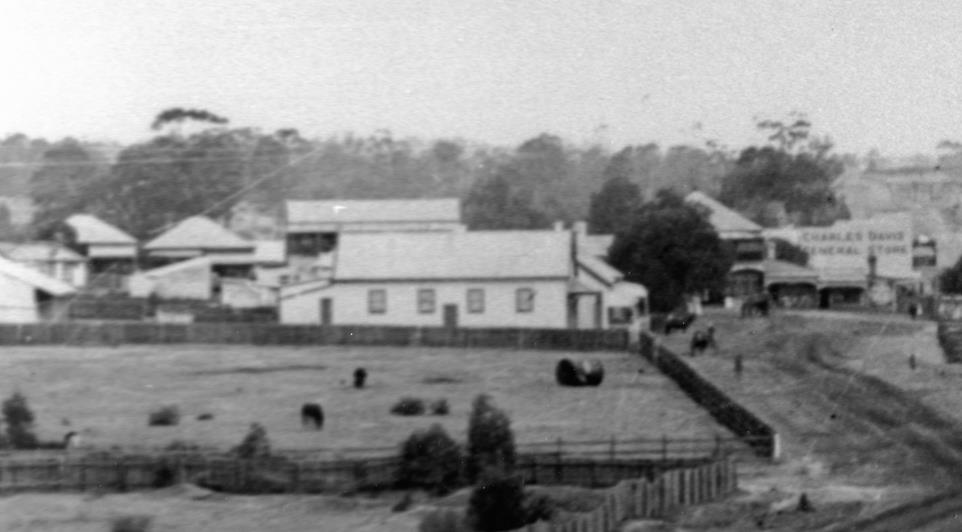 CHARLES DAVIS
GENERAL STORE